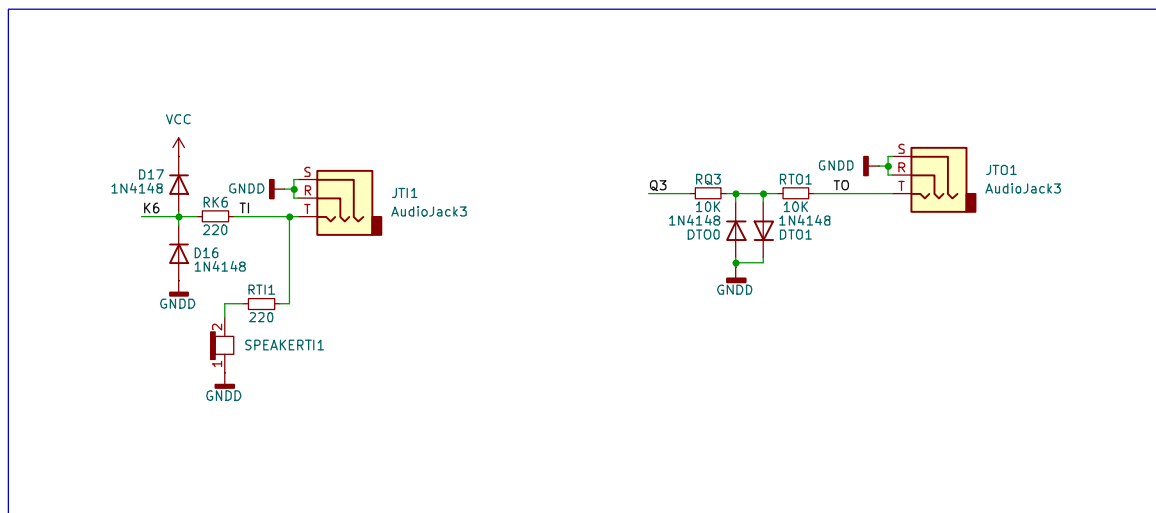 VCC
D17
1N4148
K6
RK6
220
TI
GNDD
S
R
T
JTI1
AudioJack3
D16
1N4148
GNDD
RTI1
220
2
1
SPEAKERTI1
GNDD
Q3
RQ3
10K
1N4148
DTO0
RTO1
10K
1N4148
DTO1
TO
GNDD
GNDD
S
R
T
JTO1
AudioJack3